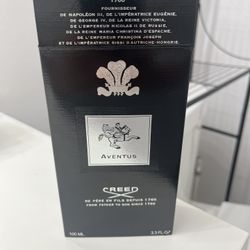 1760
FOURNISSEUR
DE NAPOLÉON III, DE L'IMPÉRATRICE EUGÉNIE,
DE GEORGE IV, DE LA REINE VICTORIA,
DE L'EMPEREUR NICOLAS II DE RUSSIE,
DE LA REINE MARIA CHRISTINA D'ESPAGNE,
DE L'EMPEREUR FRANÇOIS JOSEPH
ET DE L'IMPÉRATRICE SISSI D'AUTRICHE-HONGRIE.
AVENTUS
CREED
DE PÈRE EN FILS DEPUIS 1760
FROM FATHER TO SON SINCE 1760
100 ML
3.3 FL.OZ